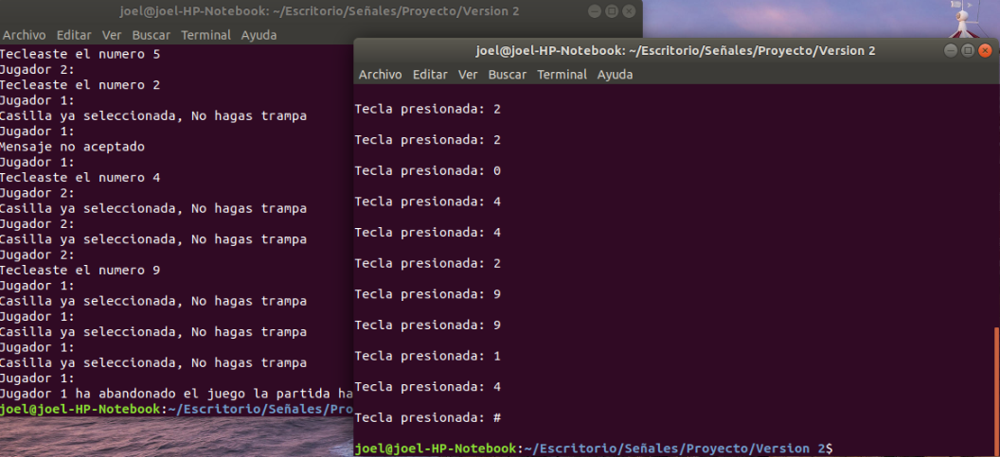 joel@joel-HP-Notebook: ~/Escritorio/Señales/Proyecto/Version 2
Archivo Editar Ver Buscar Terminal Ayuda
Tecleaste el numero 5
Jugador 2:
Tecleaste el numero 2
Jugador 1:
Casilla ya seleccionada, No hagas trampa
Jugador 1:
Mensaje no aceptado
Jugador 1:
Tecleaste el numero 4
Jugador 2:
Casilla ya seleccionada, No hagas trampa
Jugador 2:
Casilla ya seleccionada, No hagas trampa
Jugador 2:
Tecleaste el numero 9
Jugador 1:
Casilla ya seleccionada, No hagas trampa
Jugador 1:
Casilla ya seleccionada, No hagas trampa
Jugador 1:
Casilla ya seleccionada, No hagas trampa
Jugador 1:
Jugador 1 ha abandonado el juego la partida ha
joel@joel-HP-Notebook:~/Escritorio/Señales/Pro
joel@joel-HP-Notebook: ~/Escritorio/Señales/Proyecto/Version 2
Archivo Editar Ver Buscar Terminal Ayuda
Tecla presionada: 2
Tecla presionada: 2
Tecla presionada: 0
Tecla presionada: 4
Tecla presionada: 4
Tecla presionada: 2
Tecla presionada: 9
Tecla presionada: 9
Tecla presionada: 1
Tecla presionada: 4
Tecla presionada: #
joel@joel-HP-Notebook:~/Escritorio/Señales/Proyecto/Version 2$